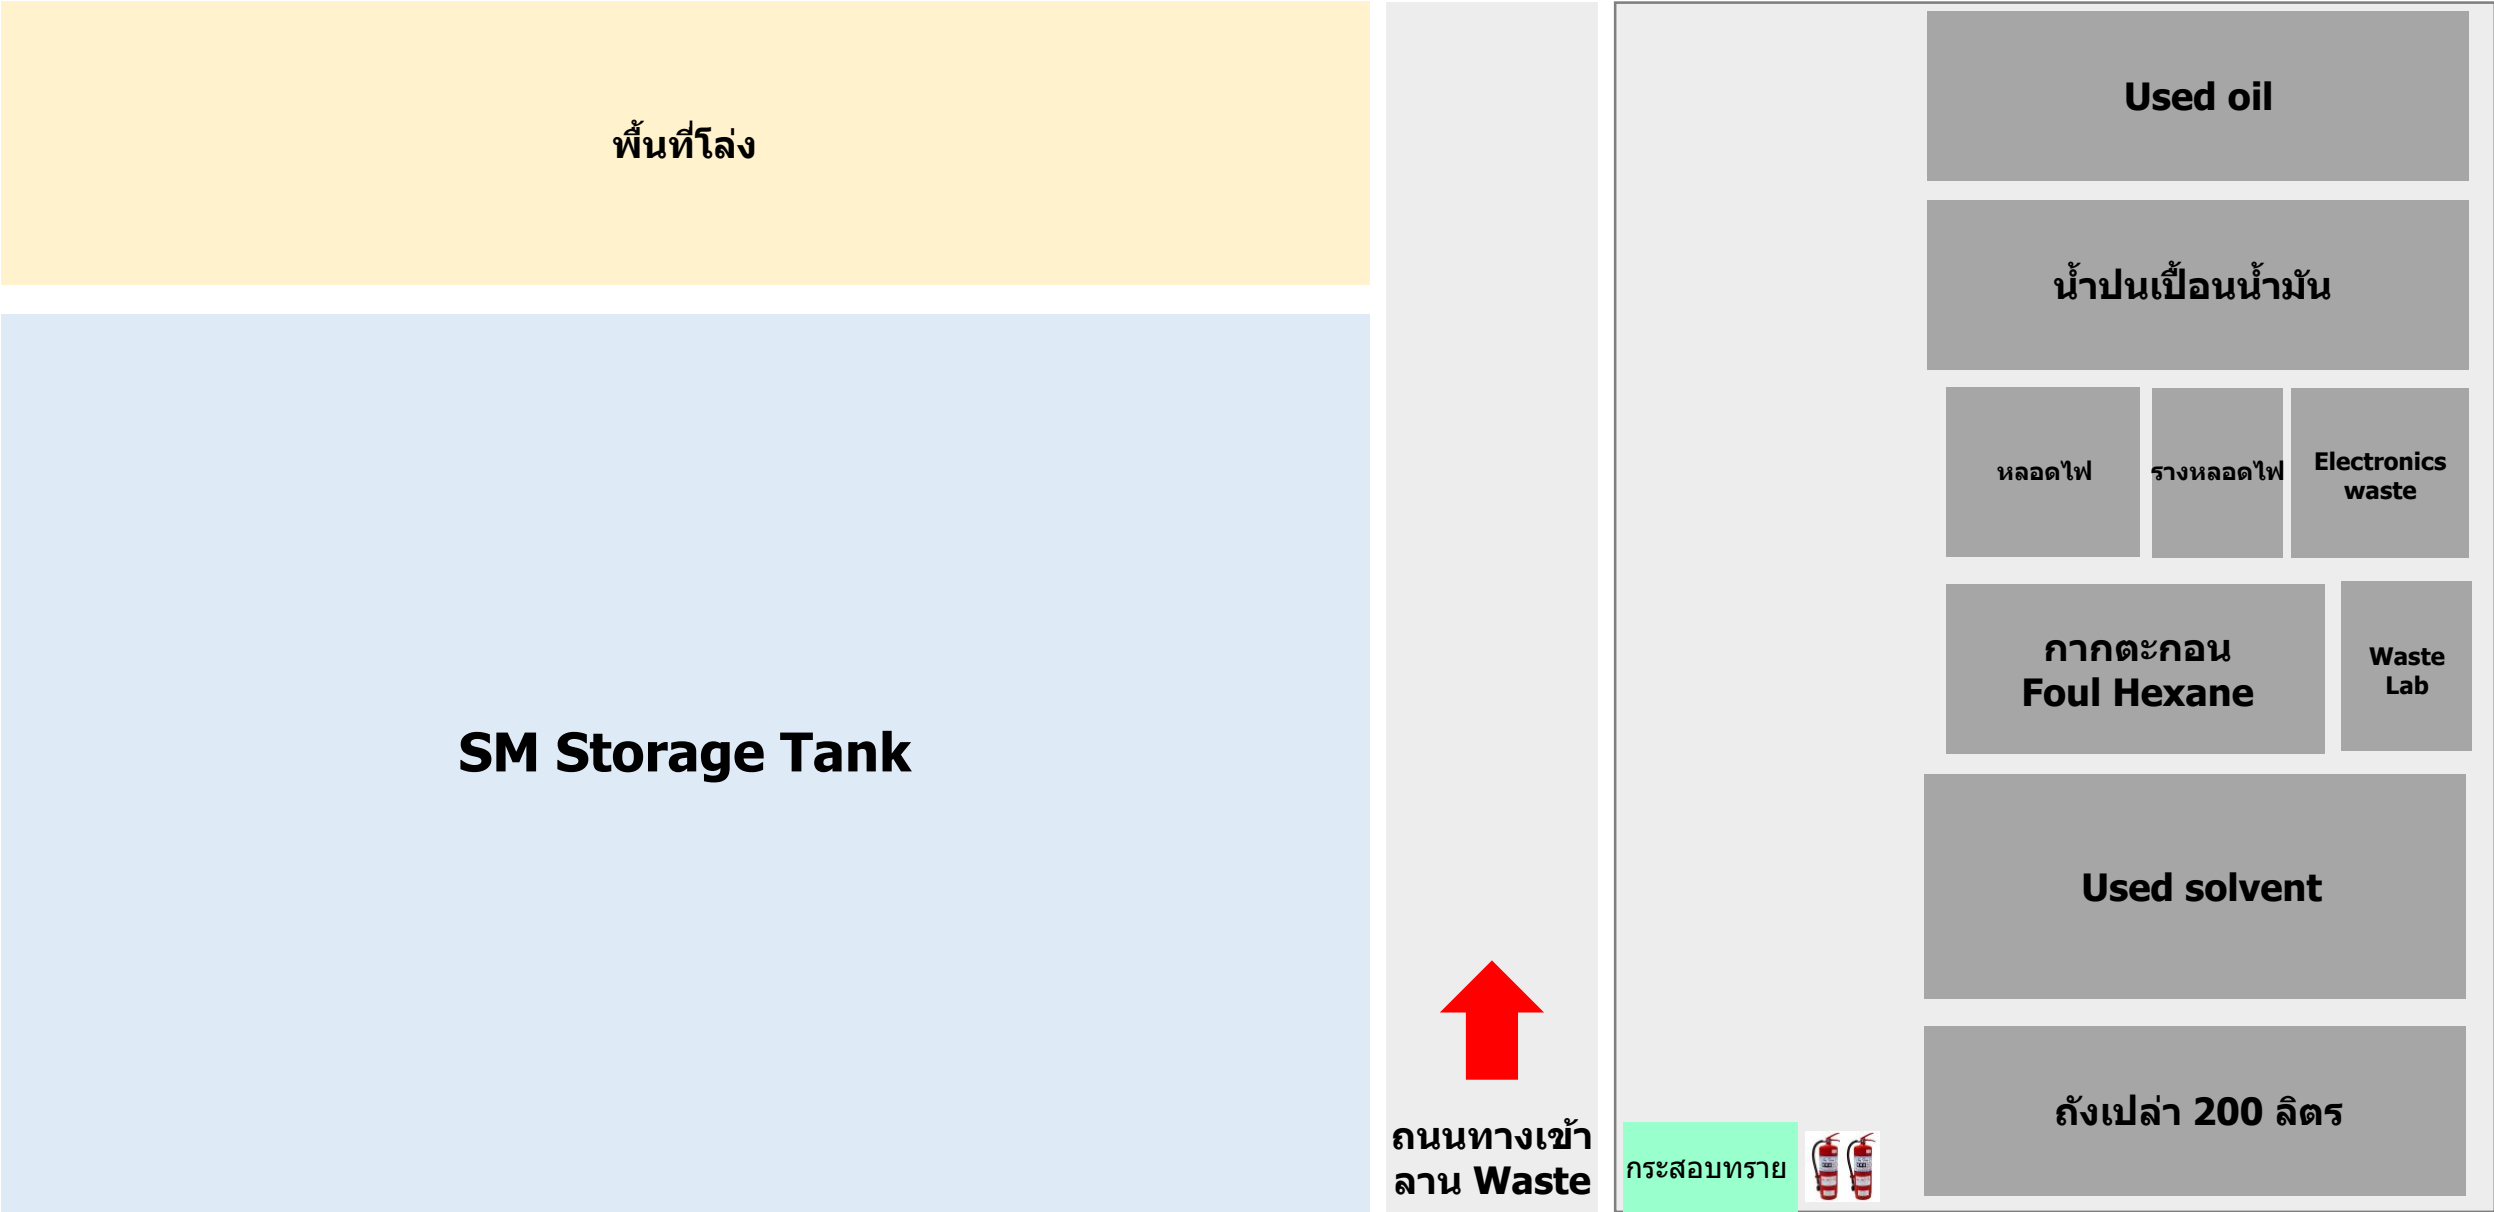 พื้นที่โล่ง
SM Storage Tank
ถนนทางเข้า
ลาน Waste
Used oil
น้ำปนเปื้อนน้ำมัน
หลอดไฟ
รางหลอดไฟ
Electronics
waste
กากตะกอน
Foul Hexane
Waste
Lab
Used solvent
ถังเปล่า 200 ลิตร
กระสอบทราย